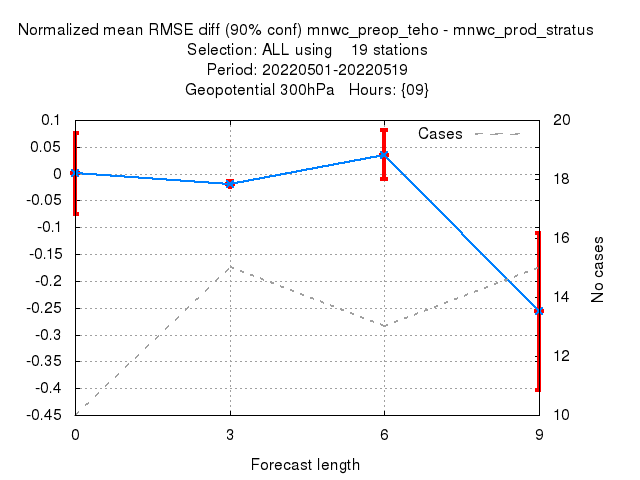 Normalized mean RMSE diff (90% conf) mnwc_preop_teho - mnwc_prod_stratus
Selection: ALL using 19 stations
Period: 20220501-20220519
Geopotential 300hPa Hours: {09}
Cases
0.1
0.05
0
-0.05
-0.1
-0.15
-0.2
-0.25
-0.3
-0.35
-0.4
-0.45
20
18
16
14
12
10
No cases
0 3 6 9
Forecast length